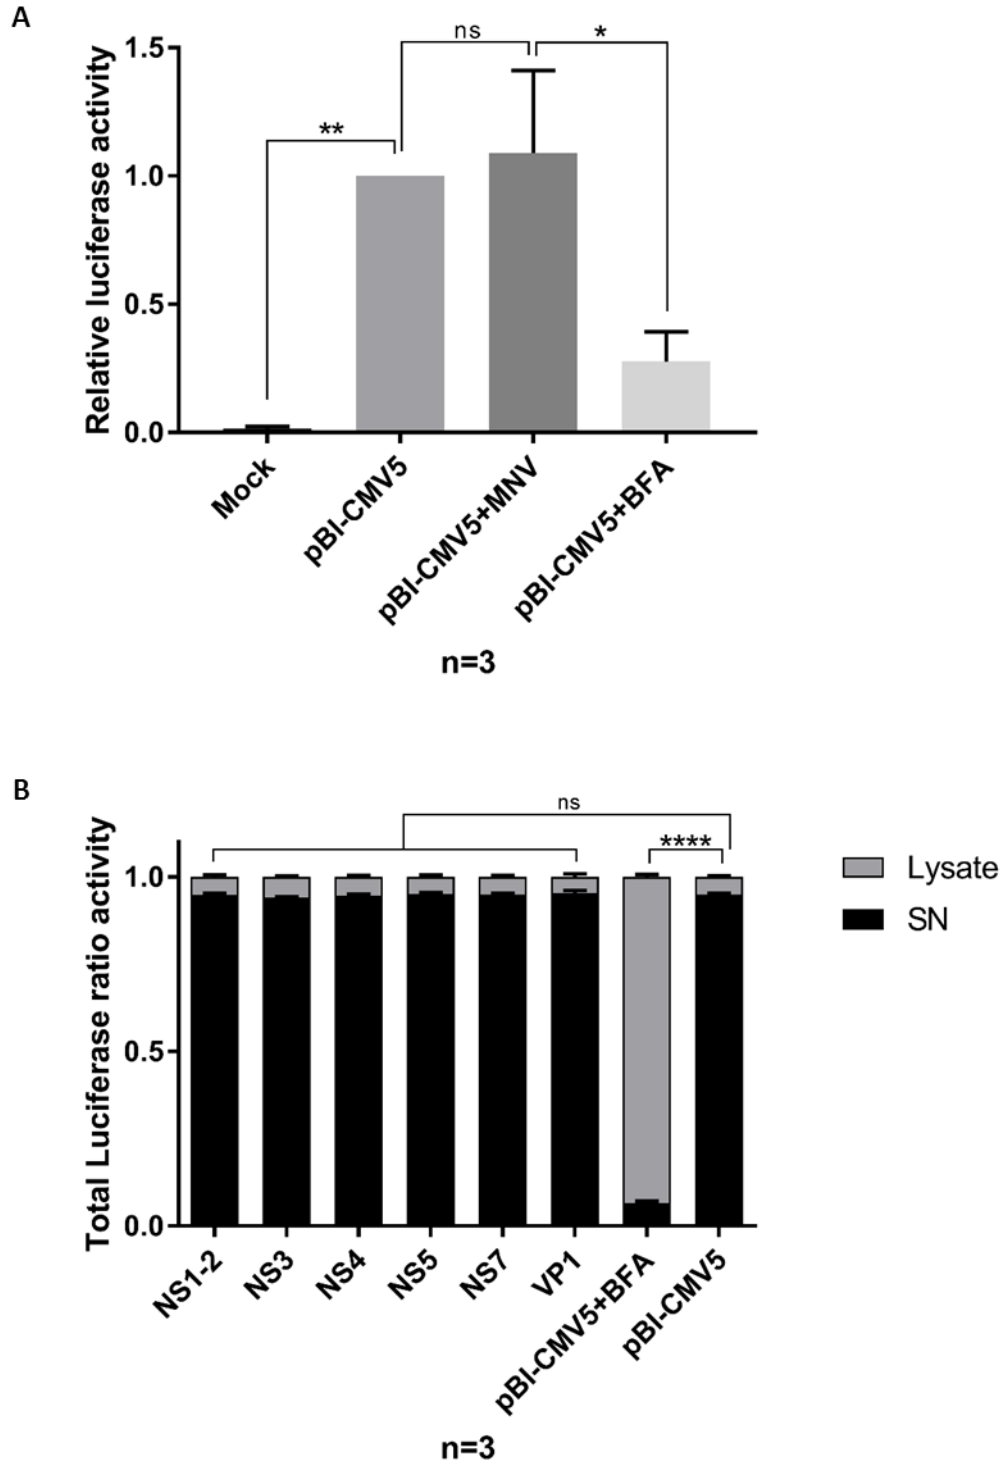 A
Relative luciferase activity
1.5
1.0
0.5
0.0
ns
*
**
Mock
pBI-CMV5
pBI-CMV5+MNV
pBI-CMV5+BFA
n=3
B
Total Luciferase ratio activity
1.0
0.5
0.0
ns
****
Lysate
SN
NS1-2
NS3
NS4
NS5
NS7
VP1
pBI-CMV5+BFA
pBI-CMV5
n=3